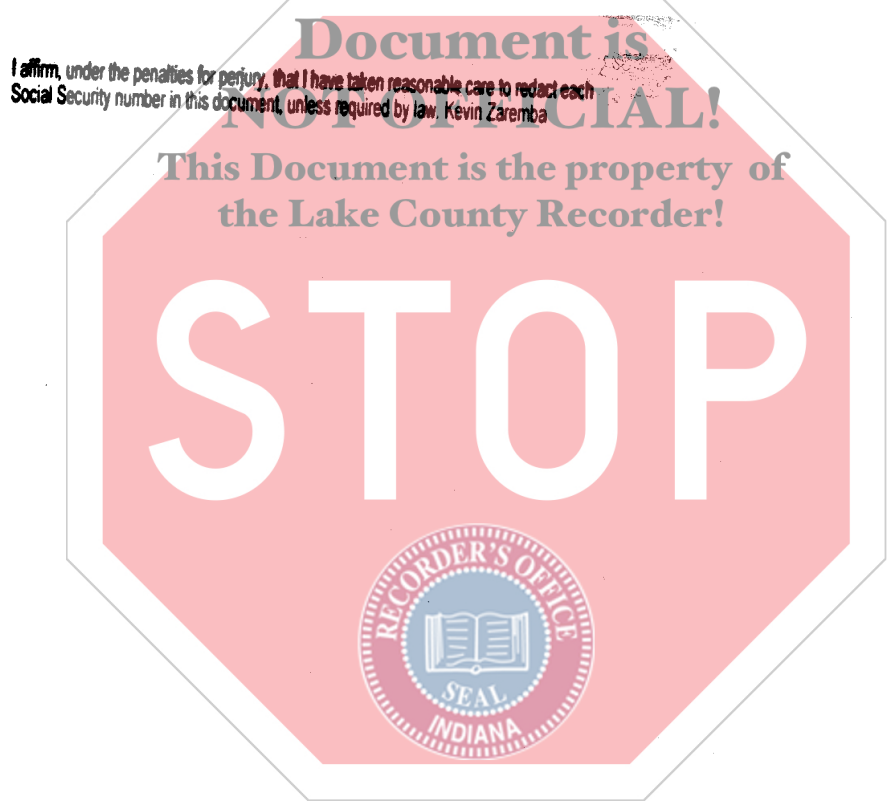 Document is
I affirm, under the penalties for perjury, that I have taken reasonable care to redact each
Social Security number in this document, unless required by law. Kevin Zaremba
NOT OFFICIAL!
This Document is the property of
the Lake County Recorder!
STOP
RECORDER'S OFFICE
SEAL
INDIANA